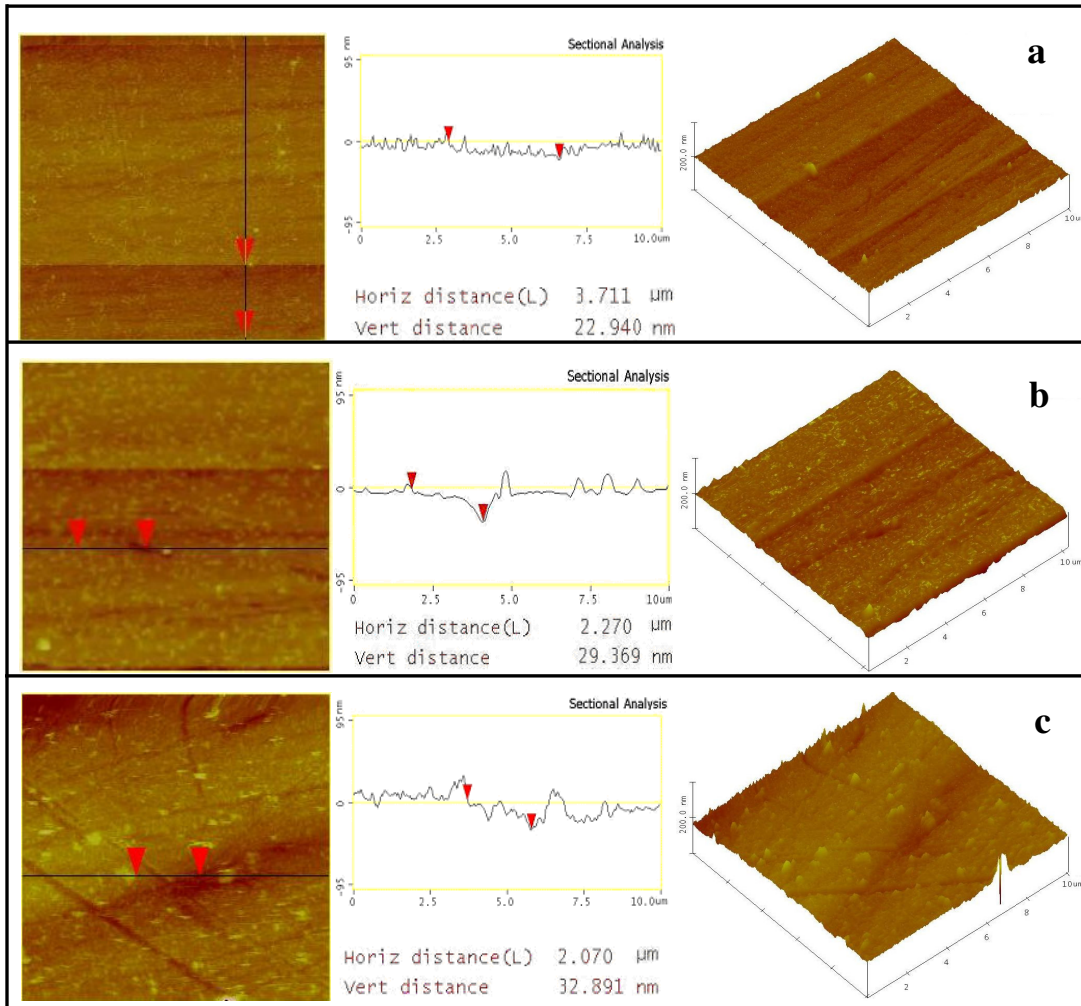 Sectional Analysis
a
95
nm
0
-95
0
2.5
5.0
7.5
10.0um
Horiz distance(L) 3.711 µm
Vert distance 22.940 nm
200.0 nm
2
4
6
8
10um
Sectional Analysis
b
95
nm
0
-95
0
2.5
5.0
7.5
10um
Horiz distance(L) 2.270 µm
Vert distance 29.369 nm
200.0 nm
2
4
6
8
10 um
Sectional Analysis
c
95
nm
0
-95
0
2.5
5.0
7.5
10.0um
Horiz distance(L) 2.070 µm
Vert distance 32.891 nm
200.0 nm
2
4
6
8
10um